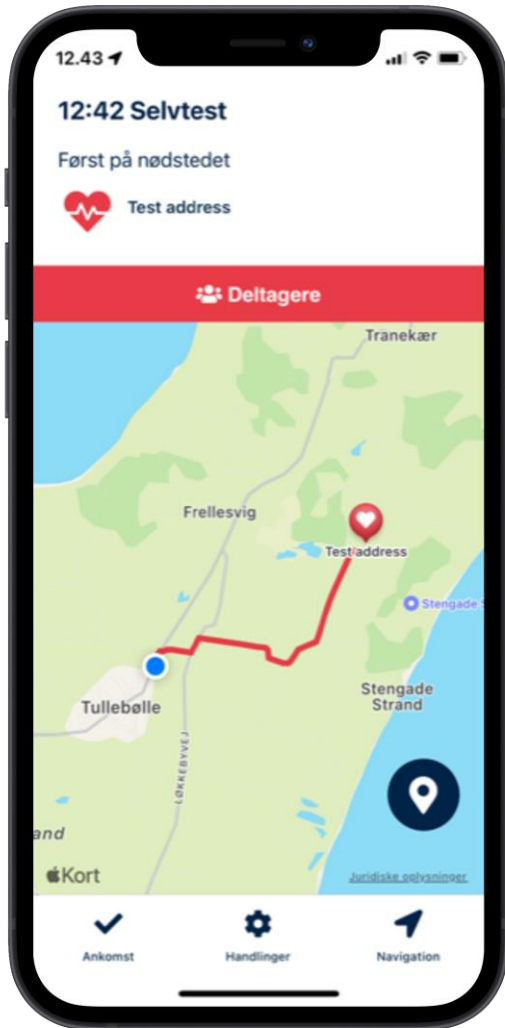 12.43
12:42 Selvtest
Først på nødstedet
Test address
Deltagere
Tranekær
Frellesvig
Test address
Stengade
Stengade
Strand
Tullebølle
LØKKEBYVEJ
and
Kort
Juridiske oplysninger
Ankomst
Handlinger
Navigation